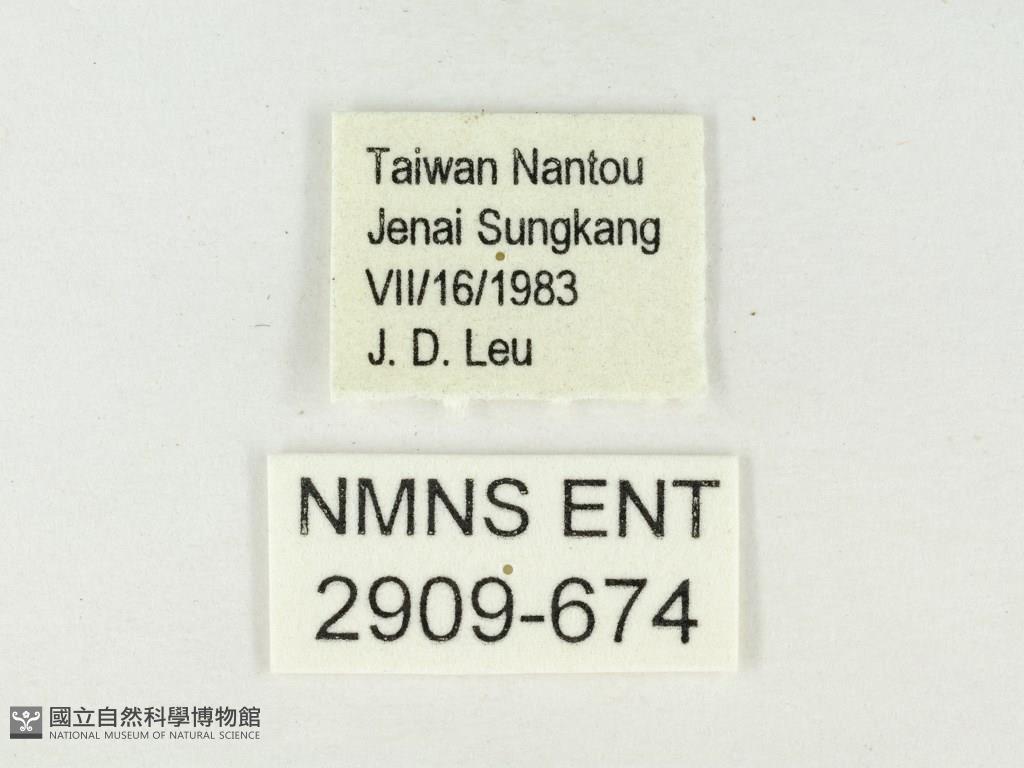 Taiwan Nantou
Jenai Sungkang
VII/16/1983
J. D. Leu
NMNS ENT
2909-674
國立自然科學博物館
NATIONAL MUSEUM OF NATURAL SCIENCE